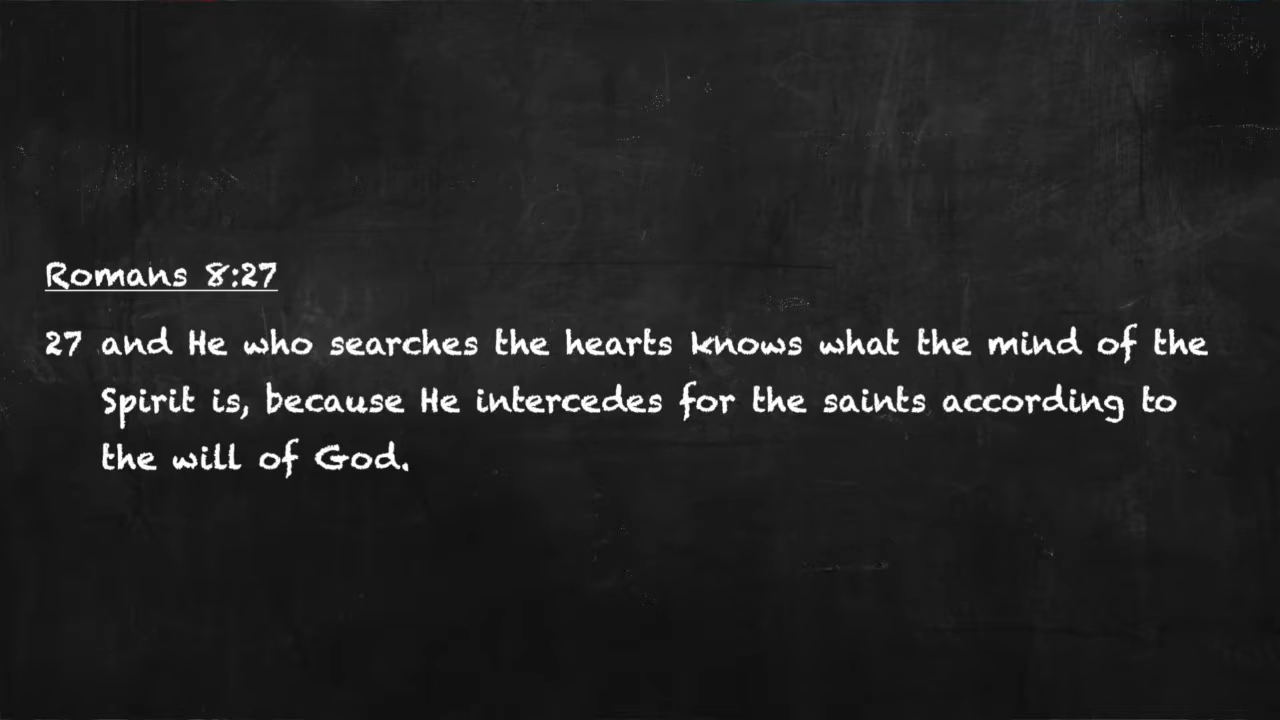 Romans 8:27
27 and He who searches the hearts knows what the mind of the
Spirit is, because He intercedes for the saints according to
the will of God.